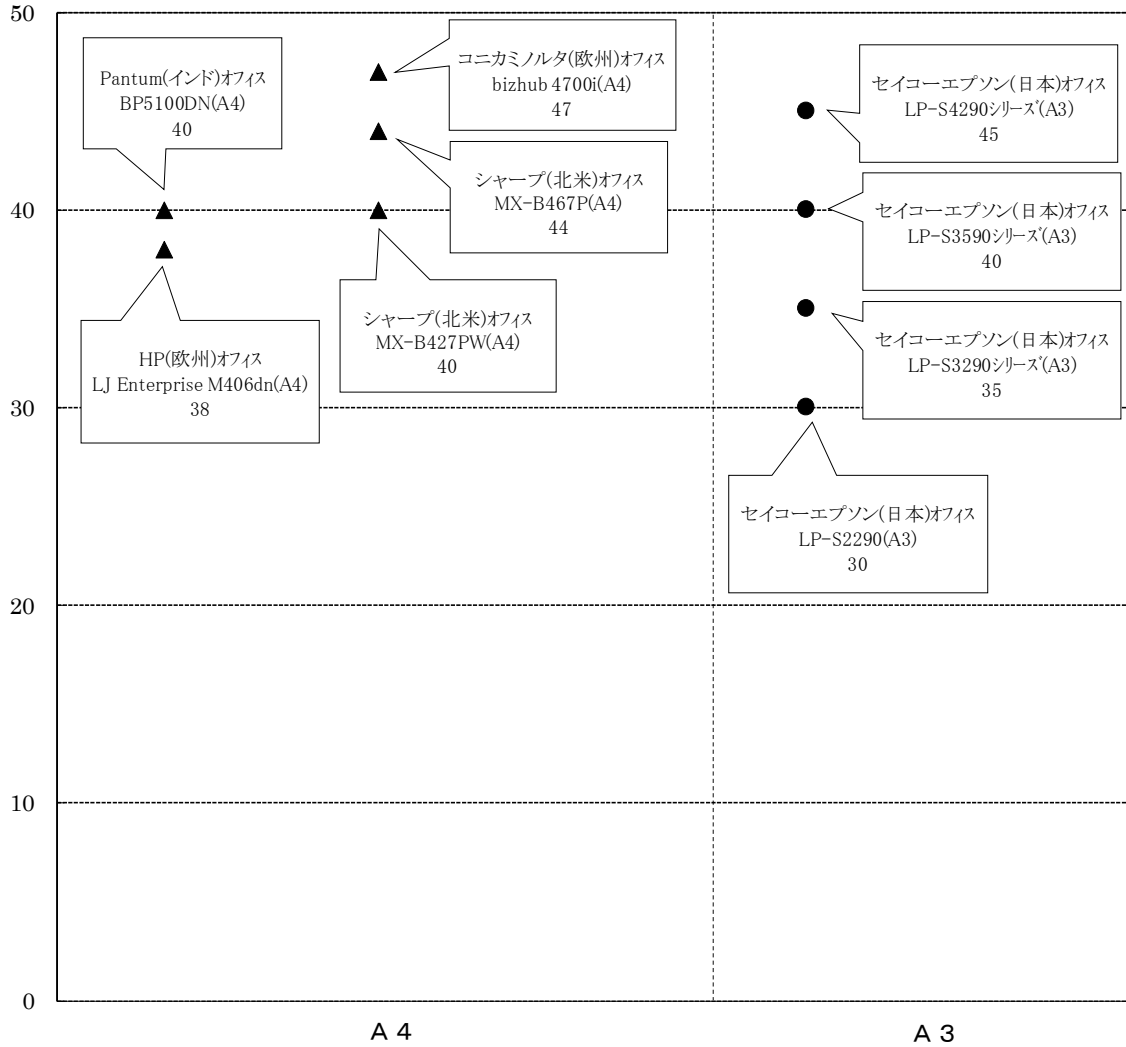 50
40
30
20
10
0
Pantum(インド)オフィス
BP5100DN(A4)
40
コニカミノルタ(欧州)オフィス
bizhub 4700i(A4)
47
シャープ(北米)オフィス
MX-B467P(A4)
44
シャープ(北米)オフィス
MX-B427PW(A4)
40
HP(欧州)オフィス
LJ Enterprise M406dn(A4)
38
セイコーエプソン(日本)オフィス
LP-S4290シリーズ(A3)
45
セイコーエプソン(日本)オフィス
LP-S3590シリーズ(A3)
40
セイコーエプソン(日本)オフィス
LP-S3290シリーズ(A3)
35
セイコーエプソン(日本)オフィス
LP-S2290(A3)
30
A 4
A 3